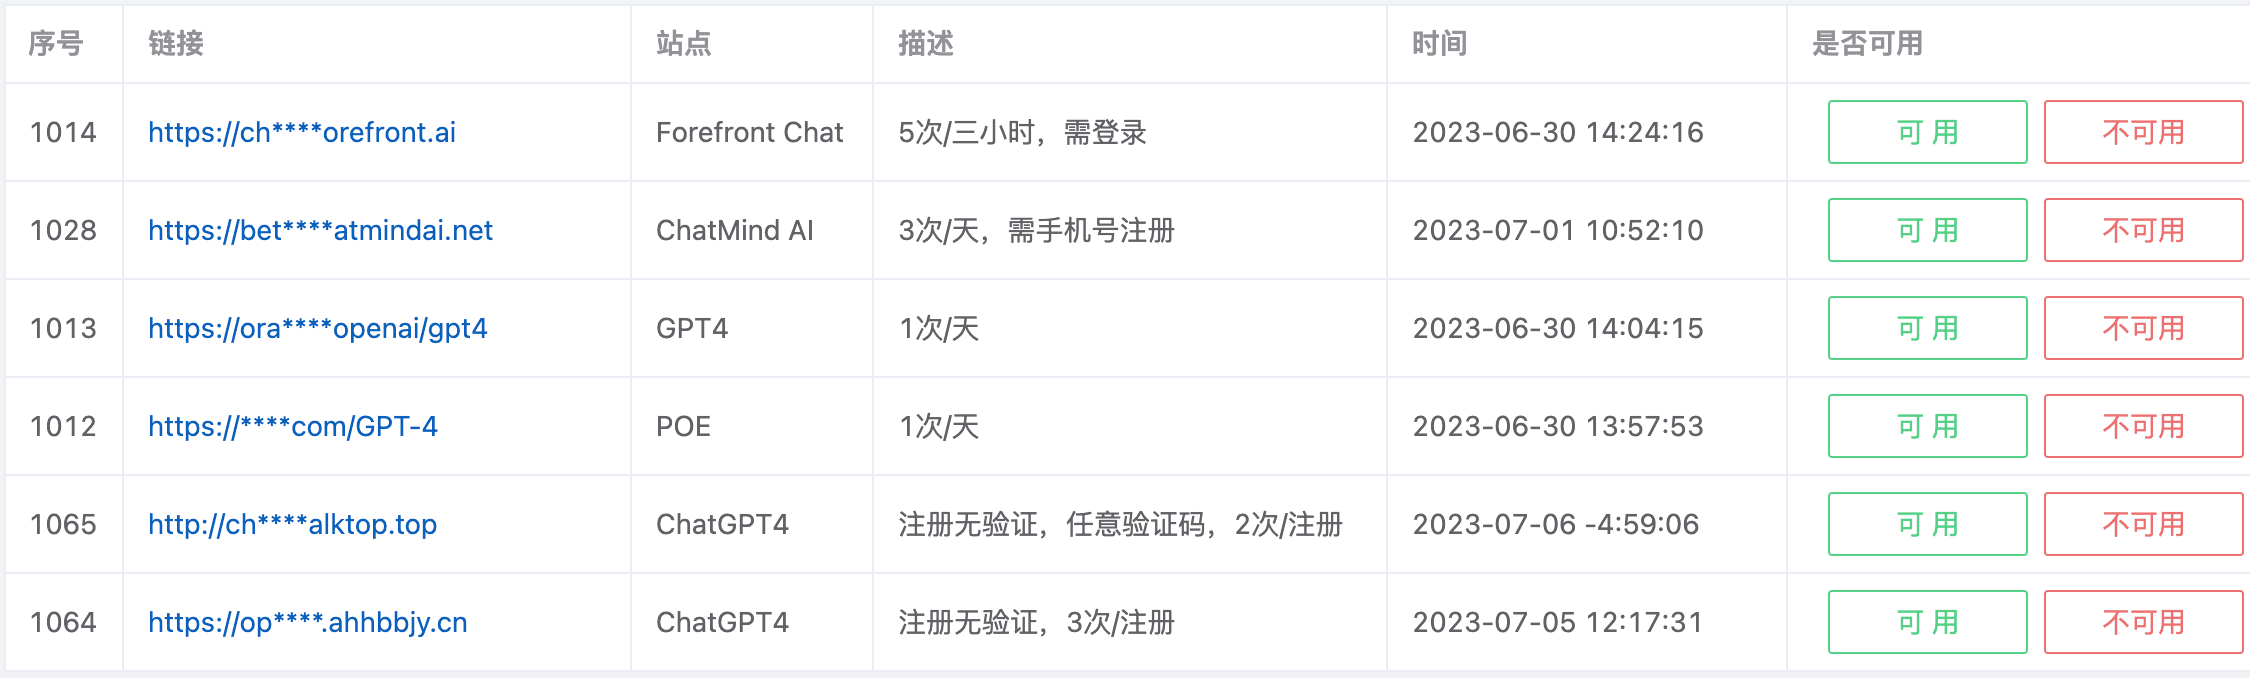 序号 链接 站点 描述 时间 是否可用
1014 https://ch****orefront.ai Forefront Chat 5次/三小时，需登录 2023-06-30 14:24:16 可 用 不可用
1028 https://bet****atmindai.net ChatMind AI 3次/天，需手机号注册 2023-07-01 10:52:10 可 用 不可用
1013 https://ora****openai/gpt4 GPT4 1次/天 2023-06-30 14:04:15 可 用 不可用
1012 https://****com/GPT-4 POE 1次/天 2023-06-30 13:57:53 可 用 不可用
1065 http://ch****alktop.top ChatGPT4 注册无验证，任意验证码，2次/注册 2023-07-06 -4:59:06 可 用 不可用
1064 https://op****.ahhbbjy.cn ChatGPT4 注册无验证，3次/注册 2023-07-05 12:17:31 可 用 不可用